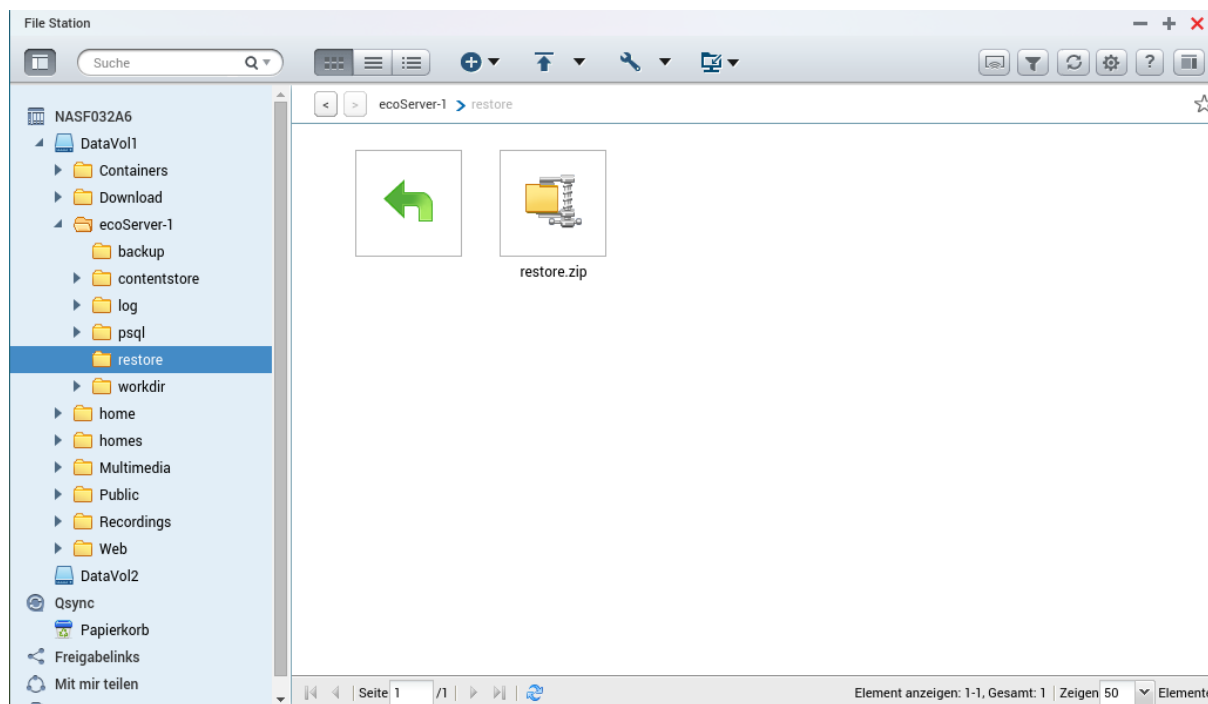 File Station
Suche
NASF032A6
DataVol1
Containers
Download
ecoServer-1
backup
contentstore
log
psql
restore
workdir
home
homes
Multimedia
Public
Recordings
Web
DataVol2
Qsync
Papierkorb
Freigabelinks
Mit mir teilen
< > ecoServer-1 > restore
restore.zip
Seite 1 /1
Element anzeigen: 1-1, Gesamt: 1 | Zeigen 50 Elemente